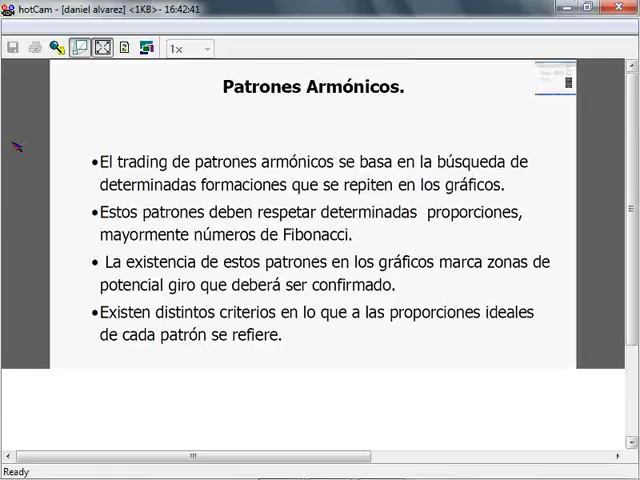 hotCam - [daniel alvarez] <1KB>- 16:42:41
2
1x
Patrones Armónicos.
•El trading de patrones armónicos se basa en la búsqueda de
determinadas formaciones que se repiten en los gráficos.
•Estos patrones deben respetar determinadas proporciones,
mayormente números de Fibonacci.
• La existencia de estos patrones en los gráficos marca zonas de
potencial giro que deberá ser confirmado.
•Existen distintos criterios en lo que a las proporciones ideales
de cada patrón se refiere.
Ready